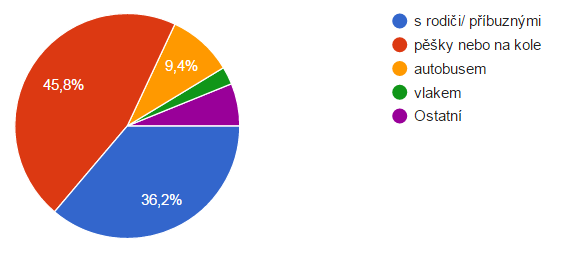 s rodiči/ příbuznými
pěšky nebo na kole
autobusem
vlakem
Ostatní
9,4%
45,8%
36,2%